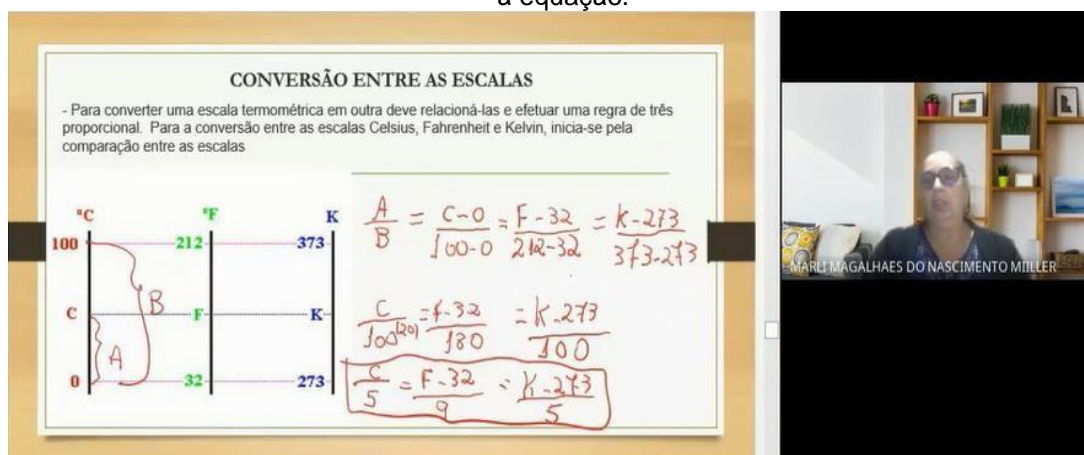 a equação.
CONVERSÃO ENTRE AS ESCALAS
- Para converter uma escala termométrica em outra deve relacioná-las e efetuar uma regra de três
proporcional. Para a conversão entre as escalas Celsius, Fahrenheit e Kelvin, inicia-se pela
comparação entre as escalas
°C °F K
100 212 373
C F K
0 32 273
A B
A/B = C-0/100-0 = F-32/212-32 = K-273/373-273
C/100(20) = F-32/180 = K-273/100
C/5 = F-32/9 = K-273/5
MARLI MAGALHAES DO NASCIMENTO MIILLER